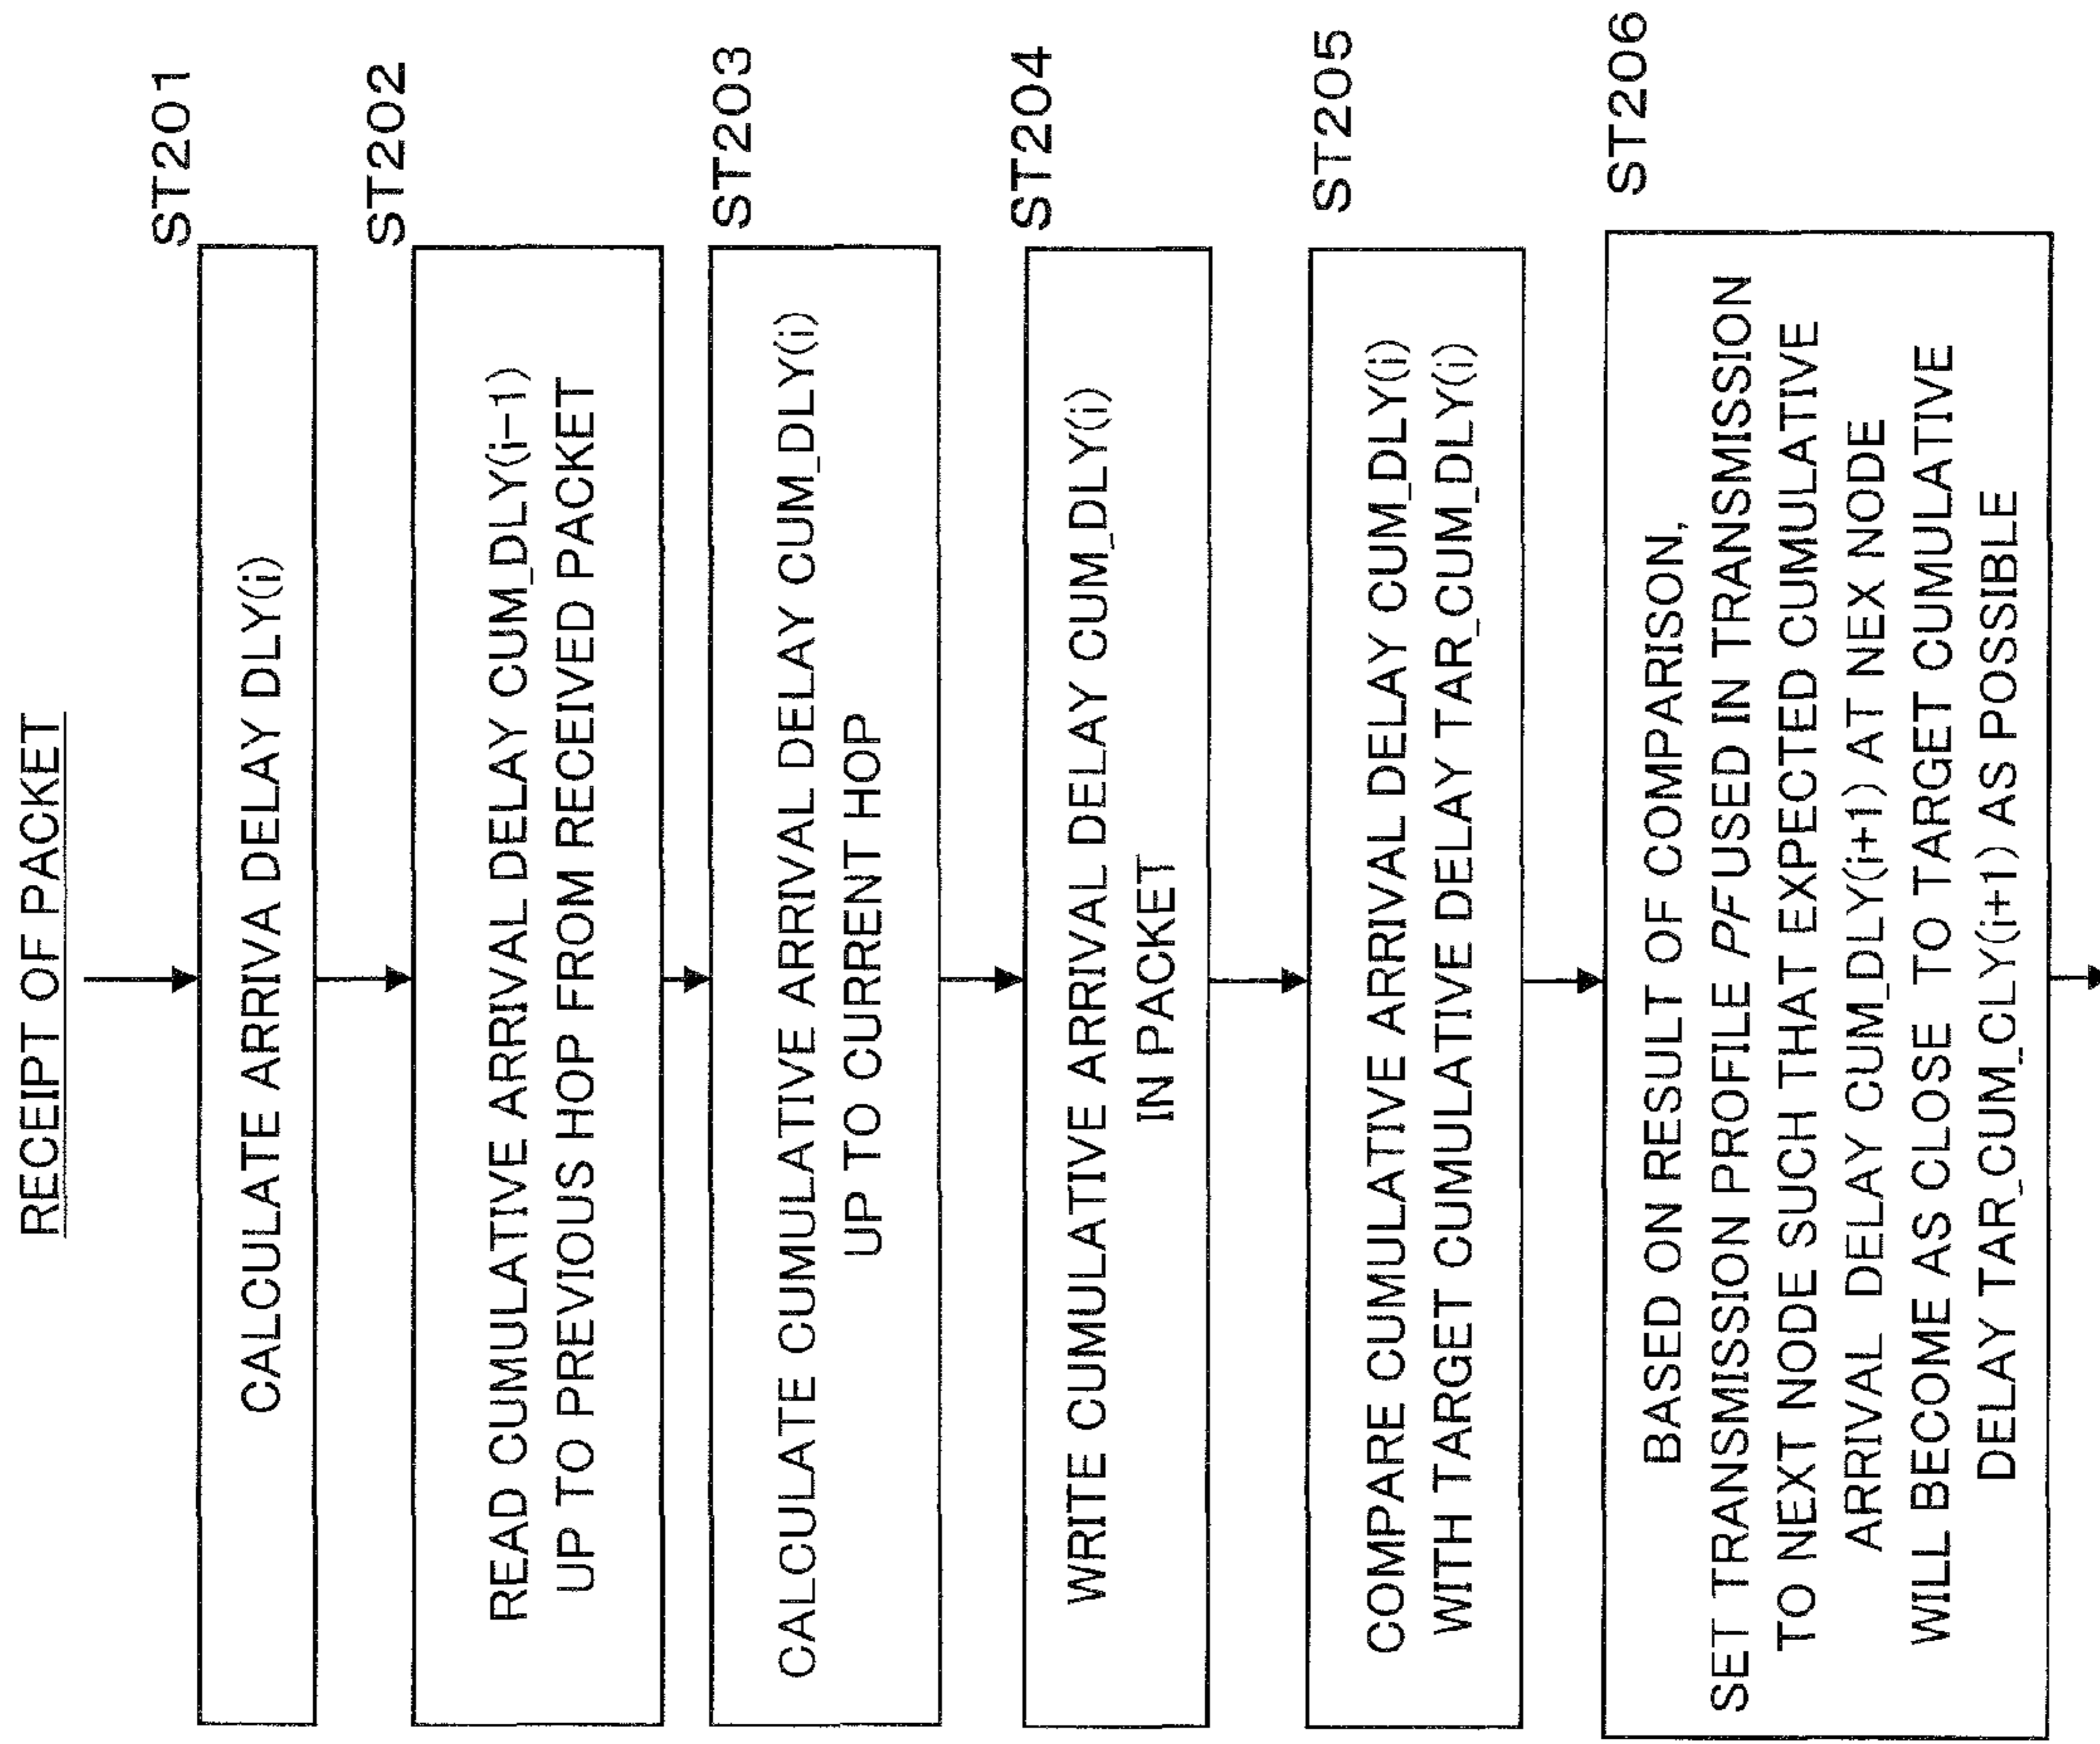 RECEIPT OF PACKET
ST201
CALCULATE ARRIVA DELAY DLY(i)
ST202
READ CUMULATIVE ARRIVAL DELAY CUM_DLY(i-1)
UP TO PREVIOUS HOP FROM RECEIVED PACKET
ST203
CALCULATE CUMULATIVE ARRIVAL DELAY CUM_DLY(i)
UP TO CURRENT HOP
ST204
WRITE CUMULATIVE ARRIVAL DELAY CUM_DLY(i)
IN PACKET
ST205
COMPARE CUMULATIVE ARRIVAL DELAY CUM_DLY(i)
WITH TARGET CUMULATIVE DELAY TAR_CUM_DLY(i)
ST206
BASED ON RESULT OF COMPARISON,
SET TRANSMISSION PROFILE PF USED IN TRANSMISSION
TO NEXT NODE SUCH THAT EXPECTED CUMULATIVE
ARRIVAL DELAY CUM_DLY(i+1) AT NEX NODE
WILL BECOME AS CLOSE TO TARGET CUMULATIVE
DELAY TAR_CUM_CLY(i+1) AS POSSIBLE